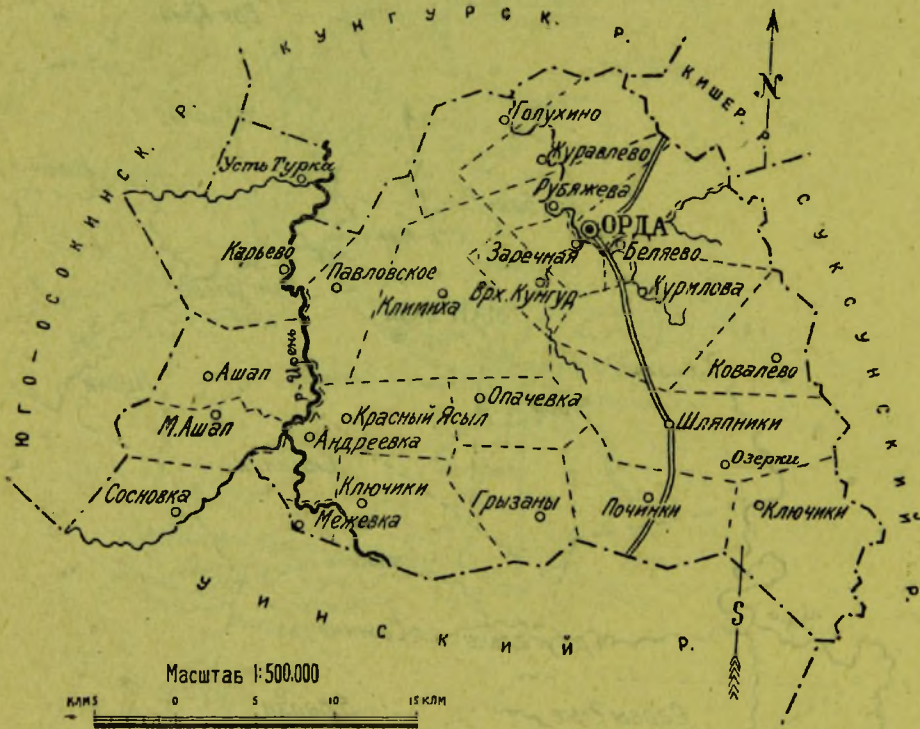 КУНГУРСК. Р.
КИШЕР. Р.
N
Голухино
Журавлево
Усть Турка
Рубяжева
ОРДА
ЮГО-ОСОКИНСК. Р.
СУКСУНСКИЙ Р.
Заречная
Беляево
Карьево
Павловское
Климиха
Врх. Кунгуд
Курилова
р. Ирень
Ашап
Ковалево
Опачевка
М. Ашап
Красный Ясыл
Шляпники
Андреевка
Озерки
Сосновка
Ключики
Грызаны
Починки
Ключики
Межевка
УИНСКИЙ Р.
S
Масштаб 1:500.000
КЛМ 5 0 5 10 15 КЛМ